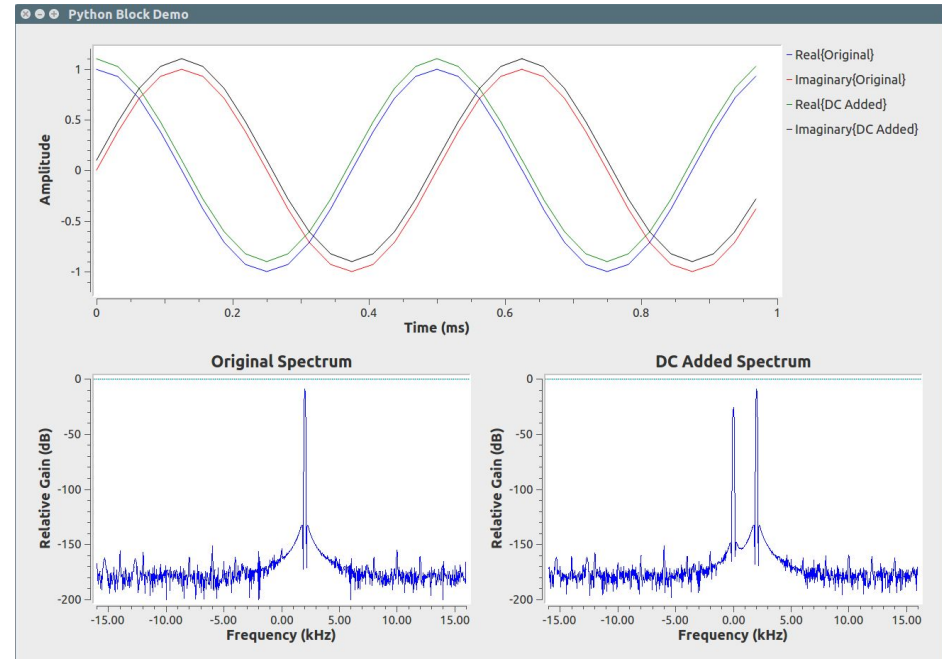 Python Block Demo
Real{Original}
Imaginary{Original}
Real{DC Added}
Imaginary{DC Added}
Amplitude
1
0.5
0
-0.5
-1
0 0.2 0.4 0.6 0.8 1
Time (ms)
Original Spectrum
Relative Gain (dB)
0
-50
-100
-150
-200
-15.00 -10.00 -5.00 0.00 5.00 10.00 15.00
Frequency (kHz)
DC Added Spectrum
Relative Gain (dB)
0
-50
-100
-150
-200
-15.00 -10.00 -5.00 0.00 5.00 10.00 15.00
Frequency (kHz)